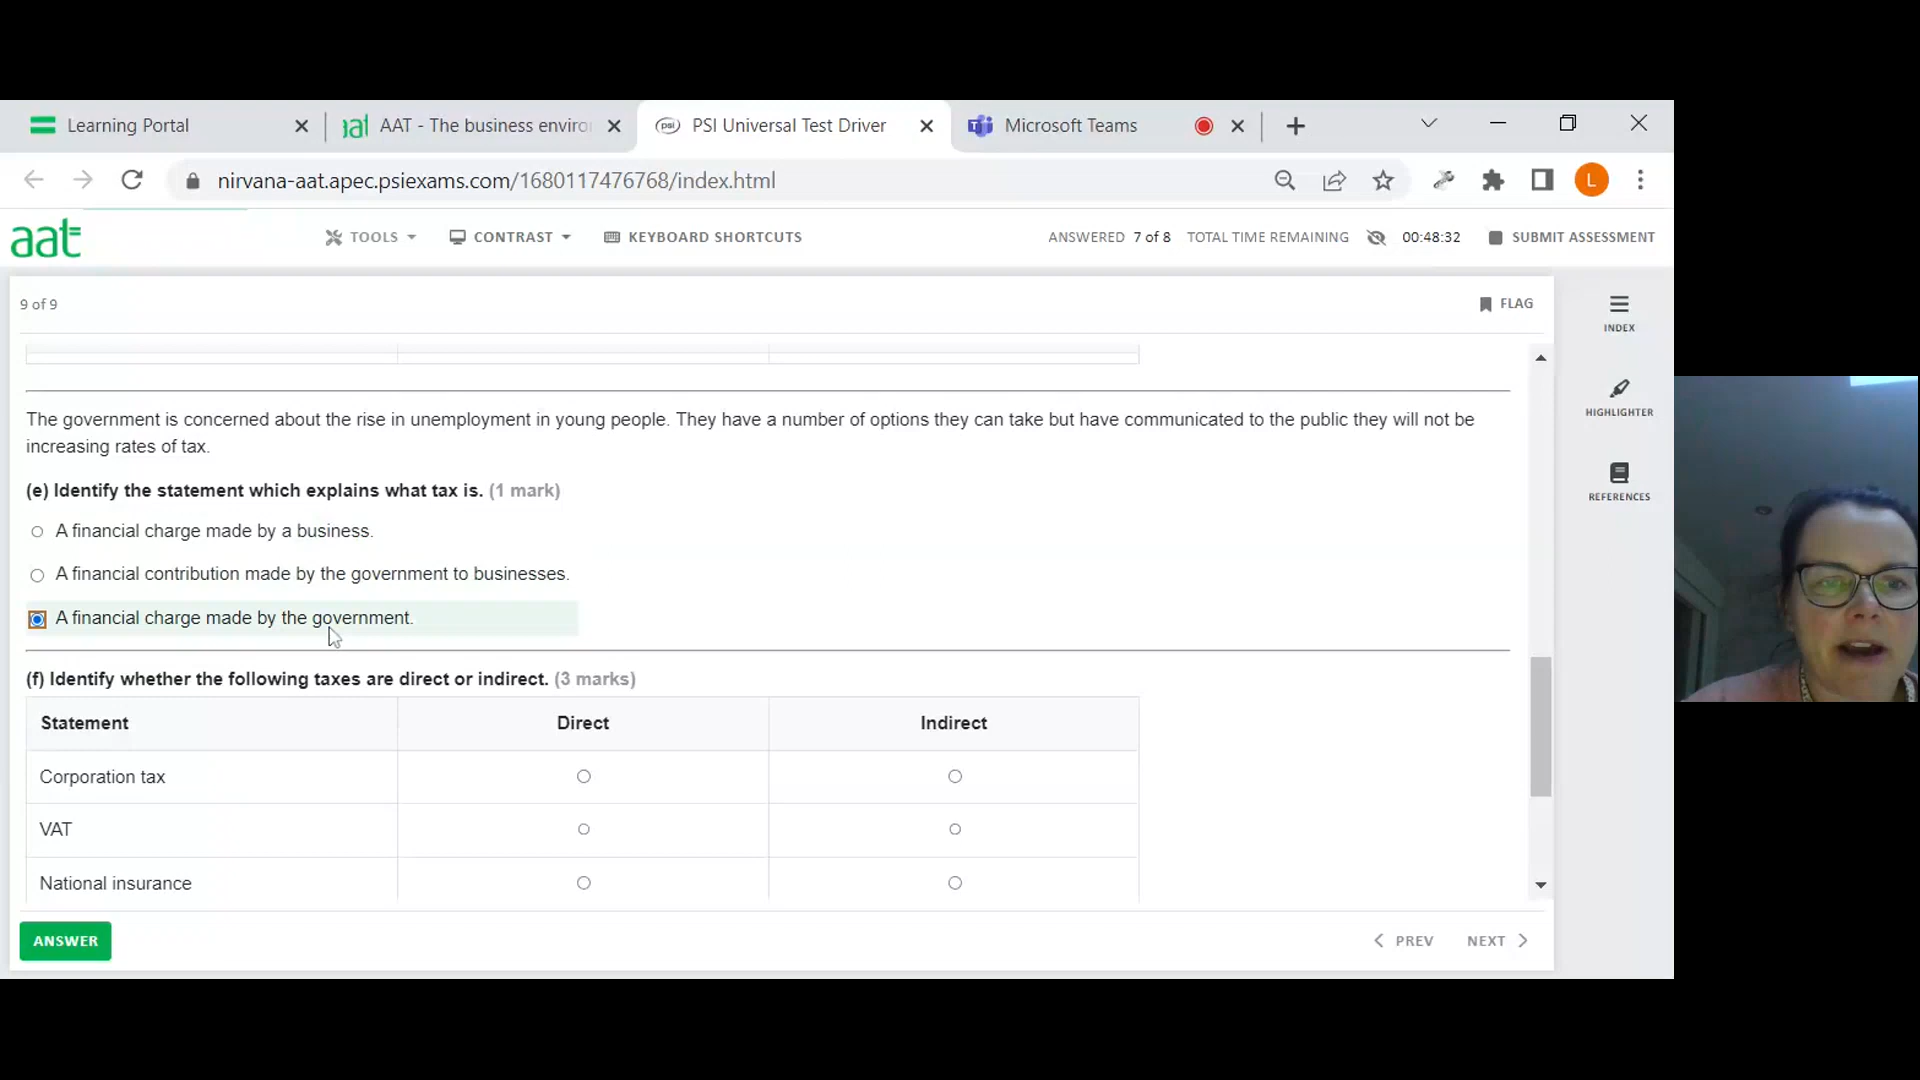 Learning Portal
AAT - The business enviro
psi
PSI Universal Test Driver
Microsoft Teams
nirvana-aat.apec.psiexams.com/1680117476768/index.html
L
aat
TOOLS
CONTRAST
KEYBOARD SHORTCUTS
ANSWERED 7 of 8
TOTAL TIME REMAINING
00:48:32
SUBMIT ASSESSMENT
9 of 9
FLAG
INDEX
HIGHLIGHTER
REFERENCES
The government is concerned about the rise in unemployment in young people. They have a number of options they can take but have communicated to the public they will not be
increasing rates of tax.
(e) Identify the statement which explains what tax is. (1 mark)
A financial charge made by a business.
A financial contribution made by the government to businesses.
A financial charge made by the government.
(f) Identify whether the following taxes are direct or indirect. (3 marks)
Statement Direct Indirect
Corporation tax
VAT
National insurance
ANSWER
PREV
NEXT